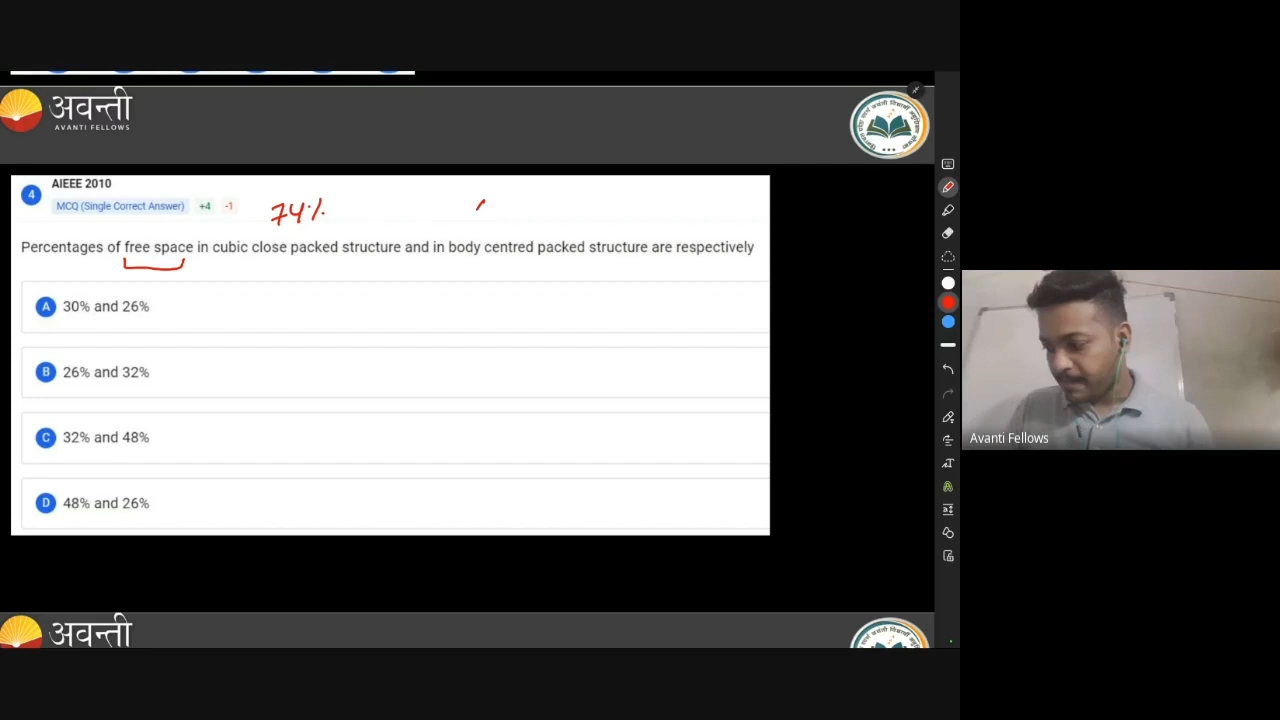 अवन्ती
AVANTI FELLOWS
4
AIEEE 2010
MCQ (Single Correct Answer) +4 -1
74%
Percentages of free space in cubic close packed structure and in body centred packed structure are respectively
A 30% and 26%
B 26% and 32%
C 32% and 48%
D 48% and 26%
Avanti Fellows
अवन्ती